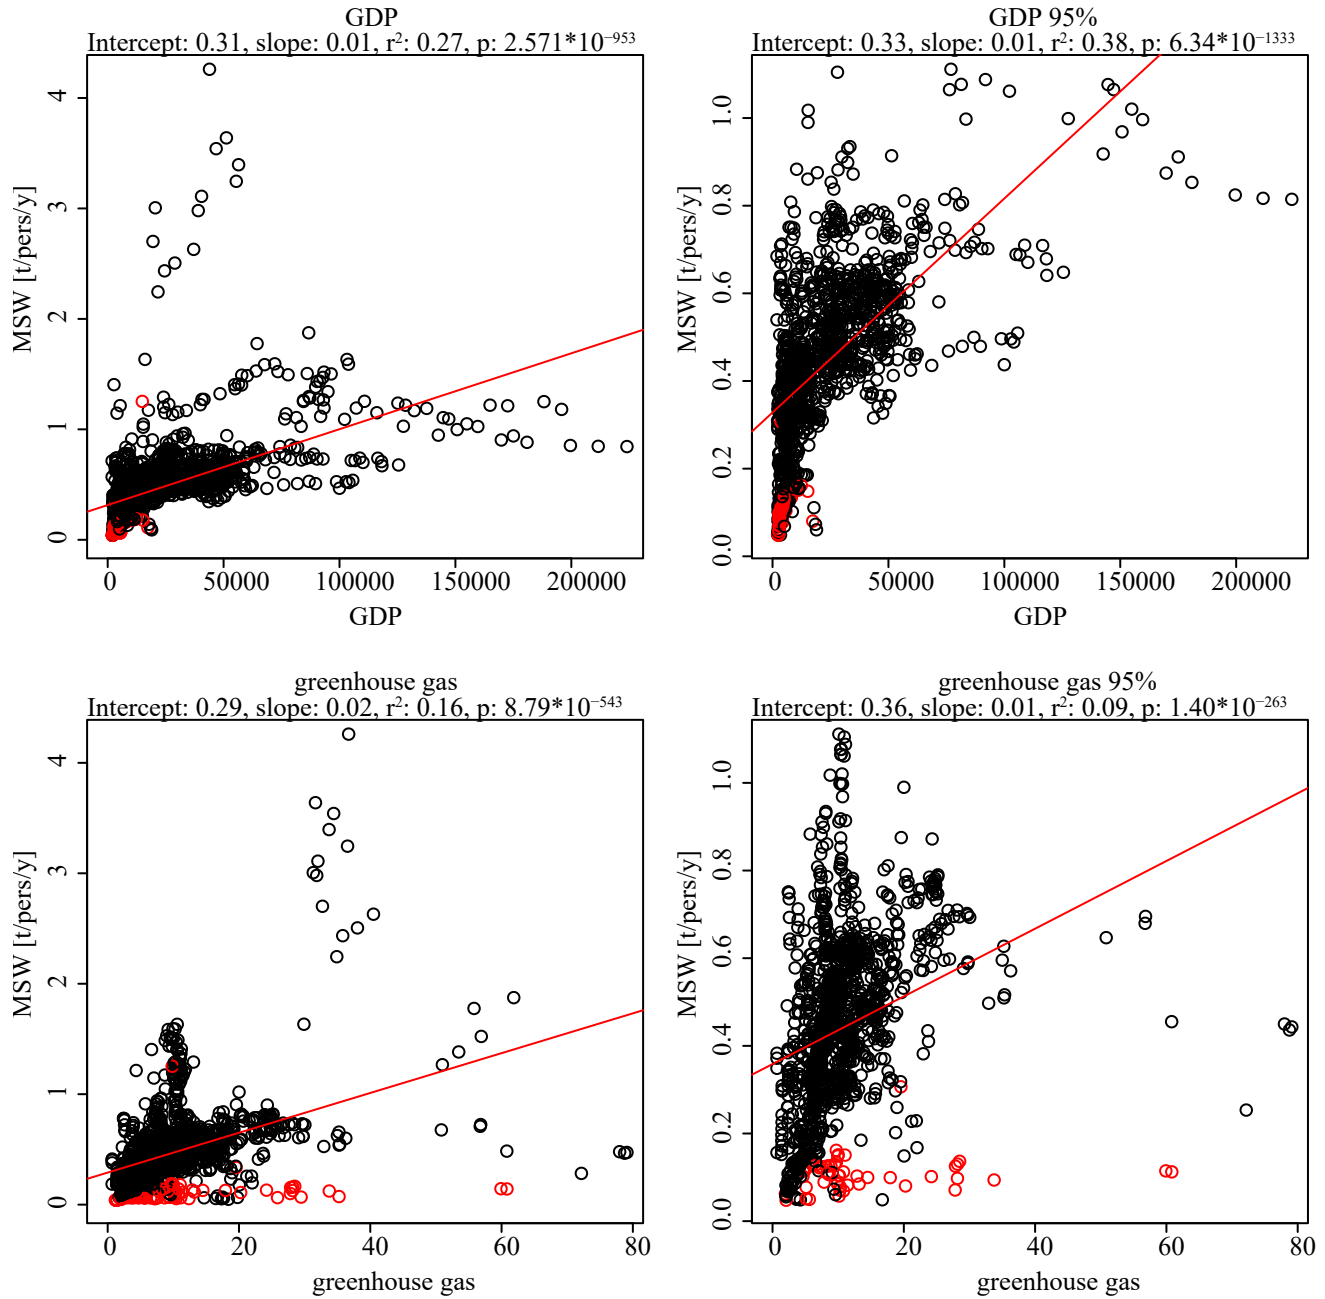 GDP
Intercept: 0.31, slope: 0.01, r²: 0.27, p: 2.571*10⁻⁹⁵³
MSW [t/pers/y]
4
3
2
1
0
0 50000 100000 150000 200000
GDP
GDP 95%
Intercept: 0.33, slope: 0.01, r²: 0.38, p: 6.34*10⁻¹³³³
MSW [t/pers/y]
1.0
0.8
0.6
0.4
0.2
0.0
0 50000 100000 150000 200000
GDP
greenhouse gas
Intercept: 0.29, slope: 0.02, r²: 0.16, p: 8.79*10⁻⁵⁴³
MSW [t/pers/y]
4
3
2
1
0
0 20 40 60 80
greenhouse gas
greenhouse gas 95%
Intercept: 0.36, slope: 0.01, r²: 0.09, p: 1.40*10⁻²⁶³
MSW [t/pers/y]
1.0
0.8
0.6
0.4
0.2
0.0
0 20 40 60 80
greenhouse gas